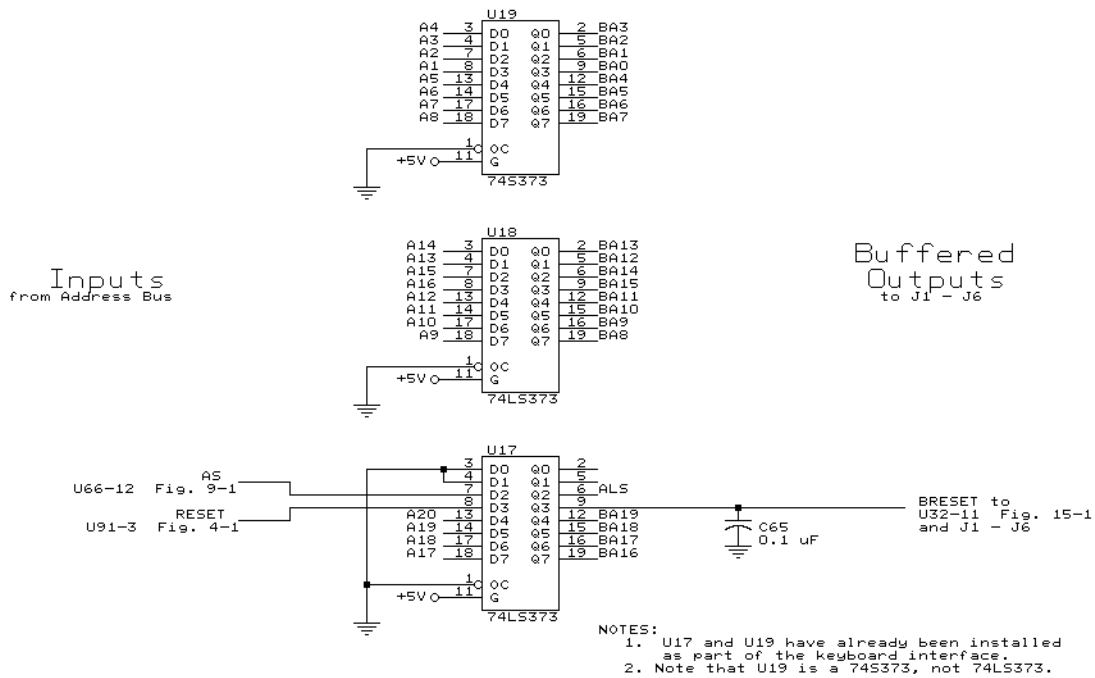 U19
A4 3 D0 Q0 2 BA3
A3 4 D1 Q1 5 BA2
A2 7 D2 Q2 6 BA1
A1 8 D3 Q3 9 BA0
A5 13 D4 Q4 12 BA4
A6 14 D5 Q5 15 BA5
A7 17 D6 Q6 16 BA6
A8 18 D7 Q7 19 BA7
1 OC
+5V 11 G
74S373
U18
A14 3 D0 Q0 2 BA13
A13 4 D1 Q1 5 BA12
A15 7 D2 Q2 6 BA14
A16 8 D3 Q3 9 BA15
A12 13 D4 Q4 12 BA11
A11 14 D5 Q5 15 BA10
A10 17 D6 Q6 16 BA9
A9 18 D7 Q7 19 BA8
1 OC
+5V 11 G
74LS373
Inputs
from Address Bus
Buffered
Outputs
to J1 - J6
U17
3 D0 Q0 2
4 D1 Q1 5
7 D2 Q2 6 ALS
8 D3 Q3 9
A20 13 D4 Q4 12 BA19
A19 14 D5 Q5 15 BA18
A18 17 D6 Q6 16 BA17
A17 18 D7 Q7 19 BA16
1 OC
+5V 11 G
74LS373
AS
U66-12 Fig. 9-1
RESET
U91-3 Fig. 4-1
C65
0.1 uF
BRESET to
U32-11 Fig. 15-1
and J1 - J6
NOTES:
1. U17 and U19 have already been installed
as part of the keyboard interface.
2. Note that U19 is a 74S373, not 74LS373.